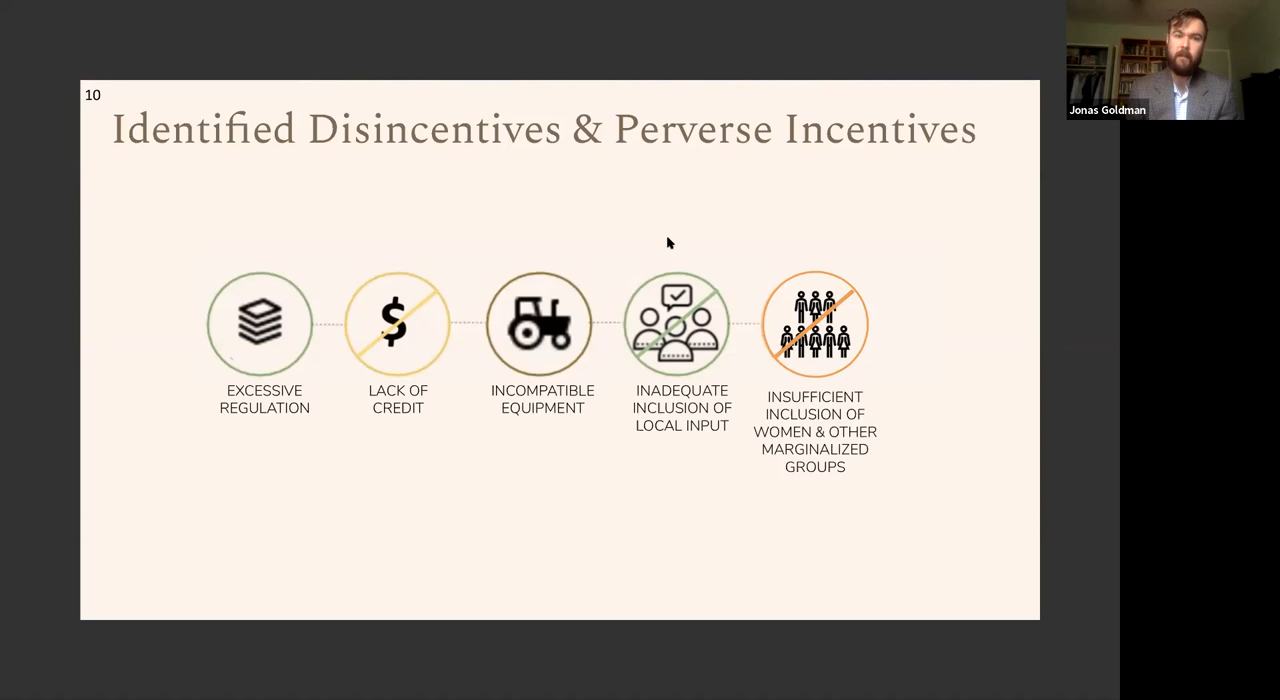 10
Identified Disincentives & Perverse Incentives
Jonas Goldman
$
EXCESSIVE
REGULATION
LACK OF
CREDIT
INCOMPATIBLE
EQUIPMENT
INADEQUATE
INCLUSION OF
LOCAL INPUT
INSUFFICIENT
INCLUSION OF
WOMEN & OTHER
MARGINALIZED
GROUPS